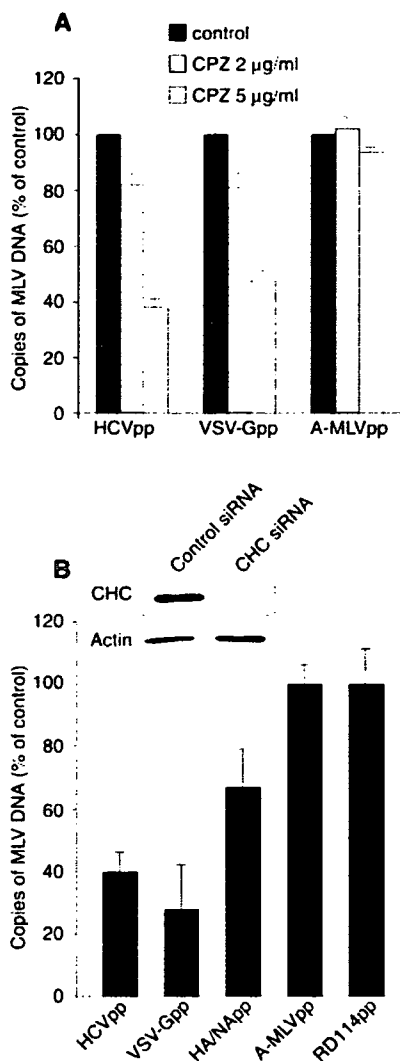 A
control
CPZ 2 µg/ml
CPZ 5 µg/ml
Copies of MLV DNA (% of control)
120
100
80
60
40
20
0
HCVpp
VSV-Gpp
A-MLVpp
B
Control siRNA
CHC siRNA
CHC
Actin
Copies of MLV DNA (% of control)
120
100
80
60
40
20
0
HCVpp
VSV-Gpp
HA/NApp
A-MLVpp
RD114pp